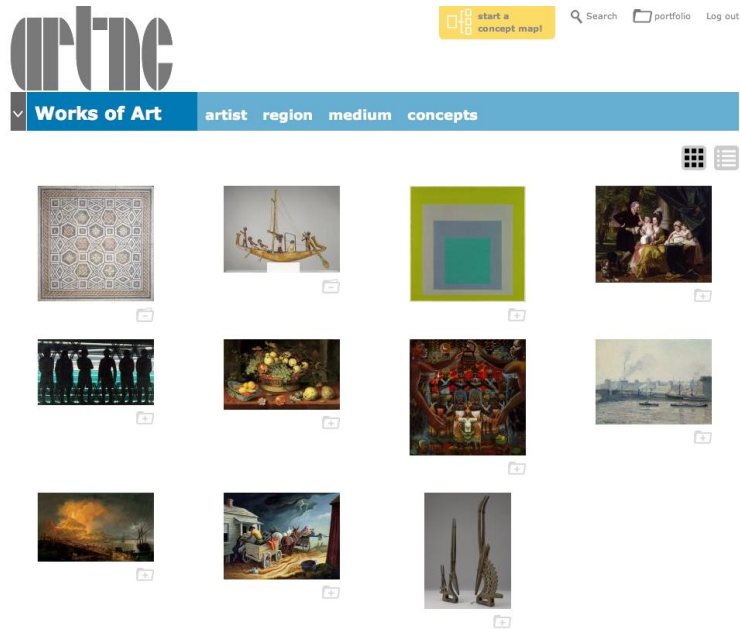 artnc
start a
concept map!
Search
portfolio
Log out
Works of Art
artist region medium concepts